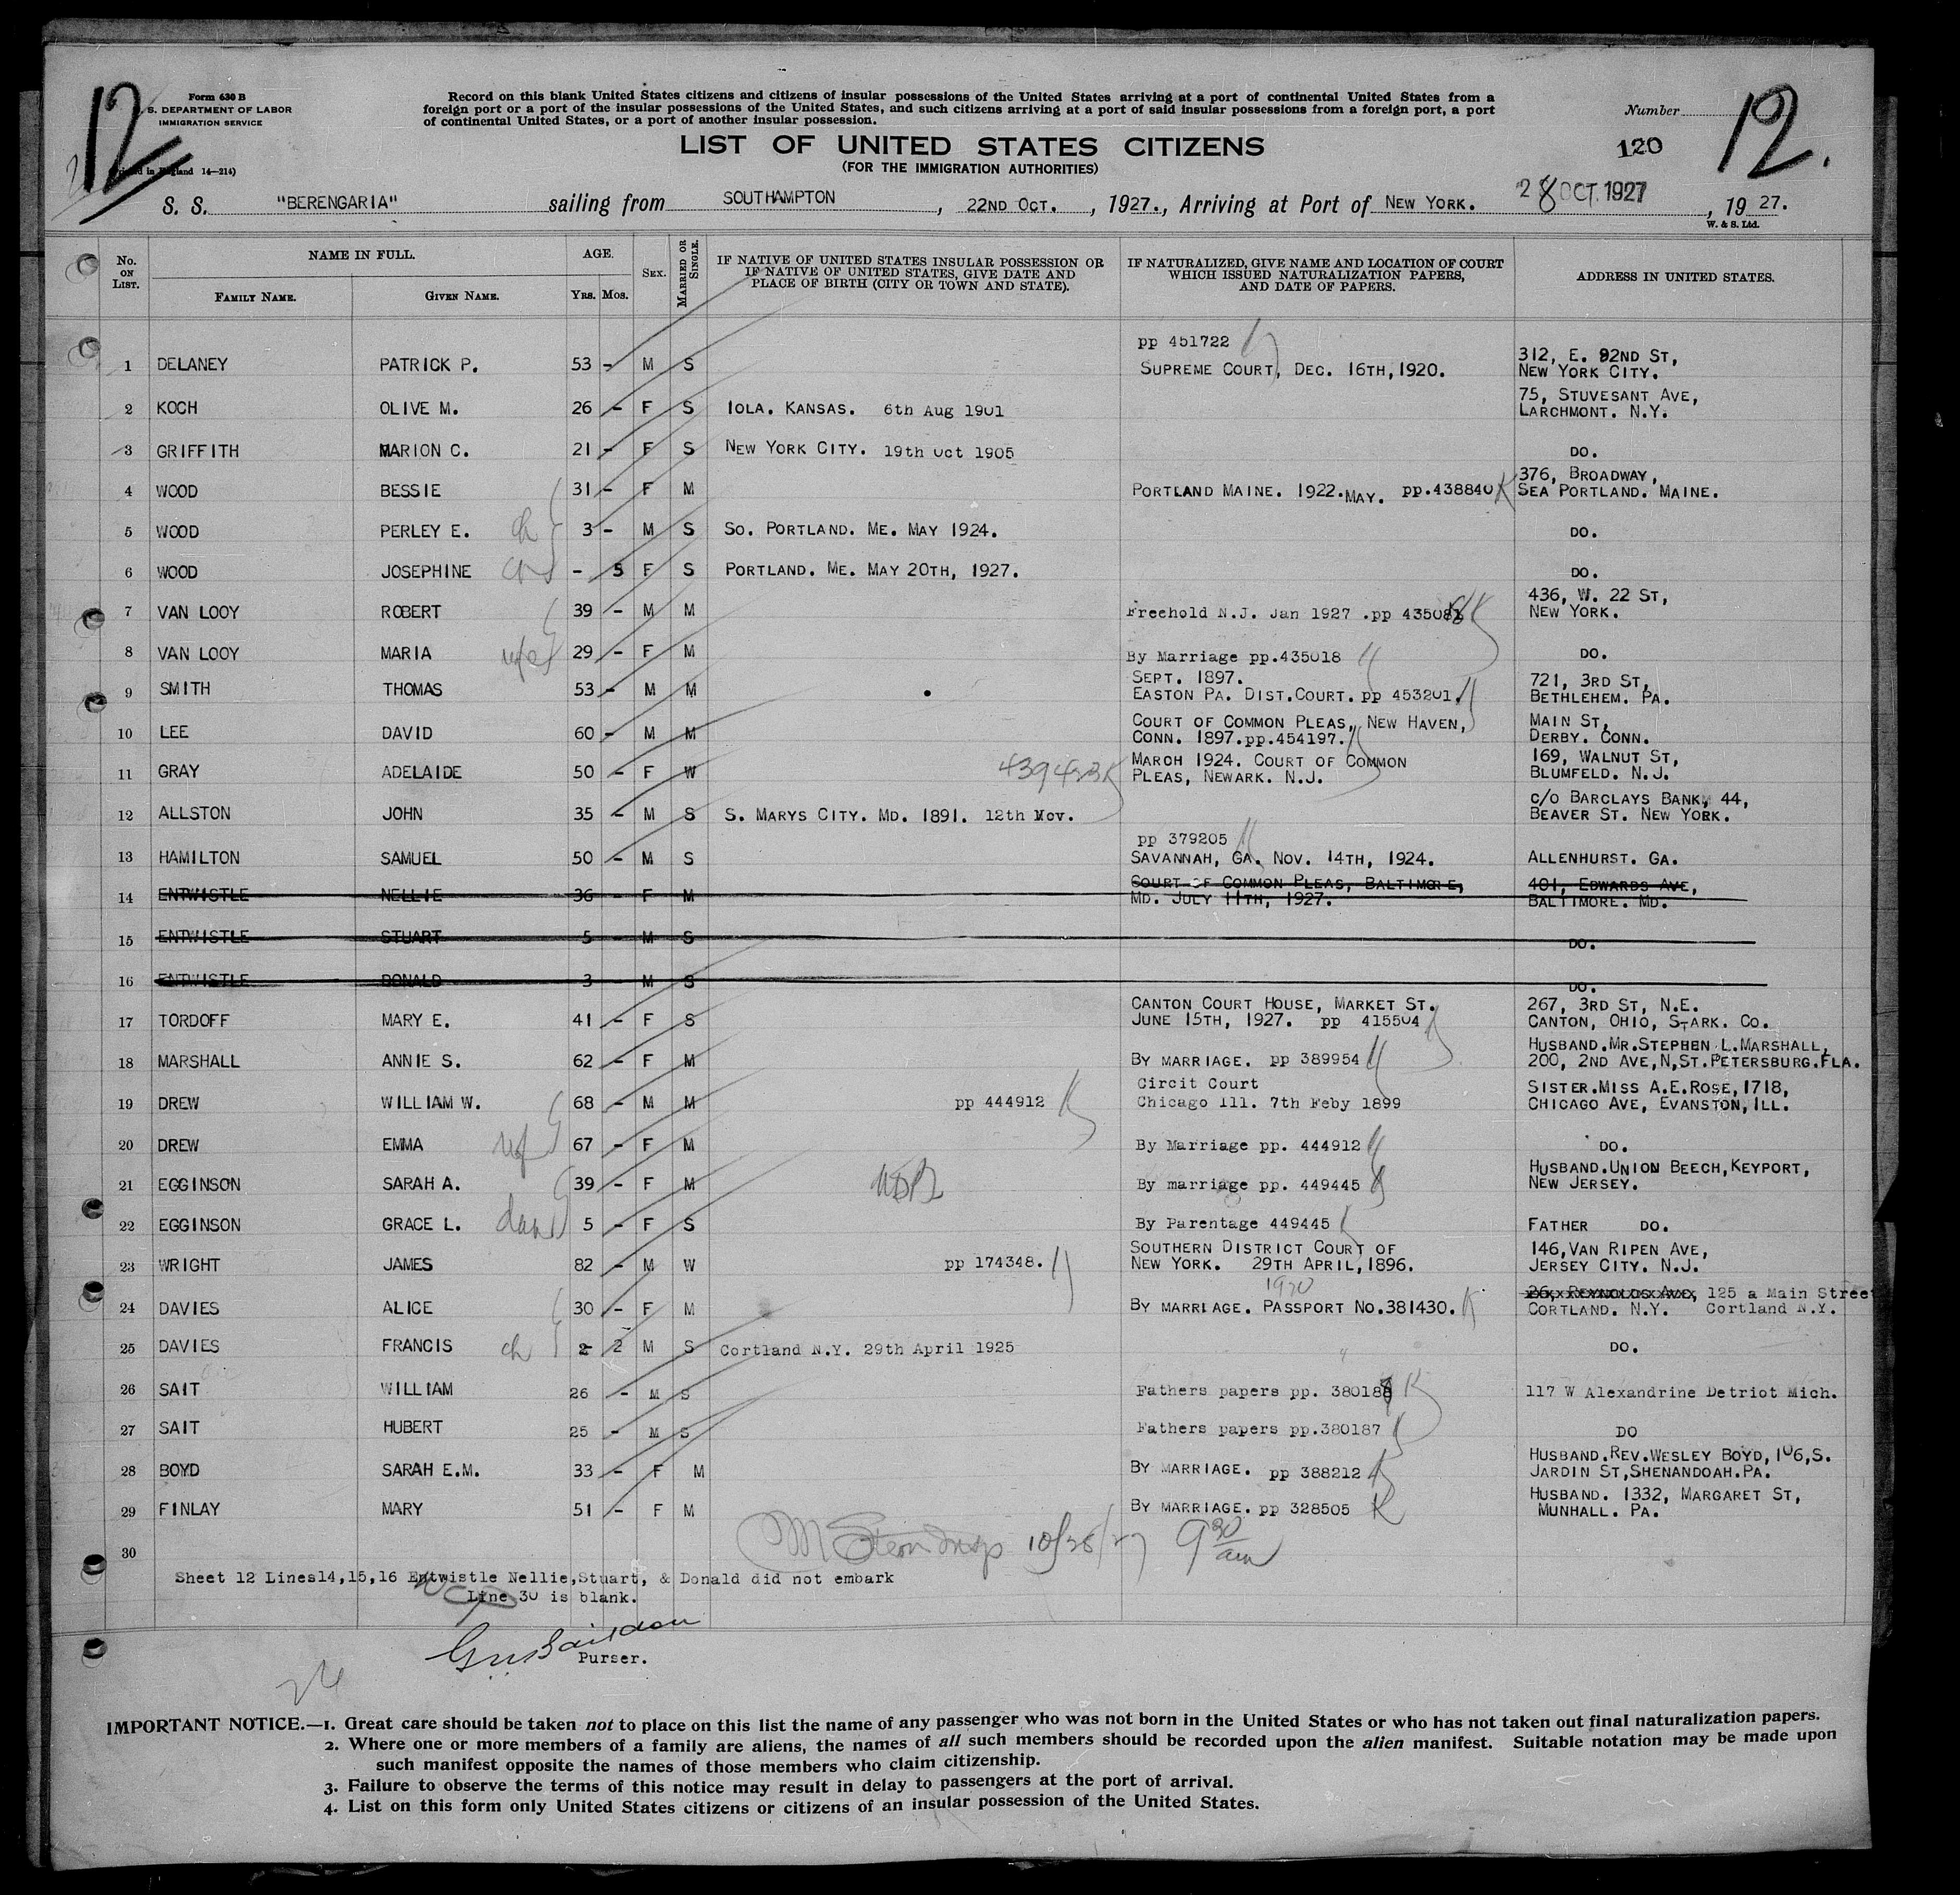 12
Form 630 B
S. DEPARTMENT OF LABOR
IMMIGRATION SERVICE
in England 14—214)
Record on this blank United States citizens and citizens of insular possessions of the United States arriving at a port of continental United States from a
foreign port or a port of the insular possessions of the United States, and such citizens arriving at a port of said insular possessions from a foreign port, a port
of continental United States, or a port of another insular possession.
Number
120
12.
LIST OF UNITED STATES CITIZENS
(FOR THE IMMIGRATION AUTHORITIES)
S. S. "BERENGARIA" sailing from SOUTHAMPTON, 22ND OCT., 1927., Arriving at Port of NEW YORK. 28 OCT. 1927, 19 27.
W. & S. Ltd.
No. ON LIST. NAME IN FULL. AGE. SEX. MARRIED OR SINGLE. IF NATIVE OF UNITED STATES INSULAR POSSESSION OR IF NATIVE OF UNITED STATES, GIVE DATE AND PLACE OF BIRTH (CITY OR TOWN AND STATE). IF NATURALIZED, GIVE NAME AND LOCATION OF COURT WHICH ISSUED NATURALIZATION PAPERS, AND DATE OF PAPERS. ADDRESS IN UNITED STATES.
FAMILY NAME. GIVEN NAME. YRS. MOS.
1 DELANEY PATRICK P. 53 - M S pp 451722 SUPREME COURT, DEC. 16TH, 1920. 312, E. 92ND ST, NEW YORK CITY.
2 KOCH OLIVE M. 26 - F S IOLA. KANSAS. 6th Aug 1901 75, STUVESANT AVE, LARCHMONT. N.Y.
3 GRIFFITH MARION C. 21 - F S NEW YORK CITY. 19th Oct 1905 DO.
4 WOOD BESSIE 31 - F M PORTLAND MAINE. 1922. MAY. pp.438840 376, BROADWAY, SEA PORTLAND. MAINE.
5 WOOD PERLEY E. ch 3 - M S SO. PORTLAND. ME. MAY 1924. DO.
6 WOOD JOSEPHINE - 5 F S PORTLAND. ME. MAY 20TH, 1927. DO.
7 VAN LOOY ROBERT 39 - M M Freehold N.J. Jan 1927 .pp 43508 436, W. 22 ST, NEW YORK.
8 VAN LOOY MARIA wfe 29 - F M By Marriage pp.435018 DO.
9 SMITH THOMAS 53 - M M SEPT. 1897. EASTON PA. DIST.COURT. pp 453201. 721, 3RD ST, BETHLEHEM. PA.
10 LEE DAVID 60 - M M COURT OF COMMON PLEAS, NEW HAVEN, CONN. 1897.pp.454197. MAIN ST, DERBY. CONN.
11 GRAY ADELAIDE 50 - F W 439423 MARCH 1924. COURT OF COMMON PLEAS, NEWARK. N.J. 169, WALNUT ST, BLUMFELD. N.J.
12 ALLSTON JOHN 35 - M S S. MARYS CITY. MD. 1891. 12th Nov. c/o BARCLAYS BANK, 44, BEAVER ST. NEW YORK.
13 HAMILTON SAMUEL 50 - M S pp 379205 SAVANNAH, GA. NOV. 14TH, 1924. ALLENHURST. GA.
14 ENTWISTLE NELLIE 36 - F M COURT OF COMMON PLEAS, BALTIMORE, MD. JULY 11TH, 1927. 401, EDWARDS AVE, BALTIMORE. MD.
15 ENTWISTLE STUART 5 - M S DO.
16 ENTWISTLE DONALD 3 - M S DO.
17 TORDOFF MARY E. 41 - F S CANTON COURT HOUSE, MARKET ST. JUNE 15TH, 1927. pp 415504 267, 3RD ST, N.E. CANTON, OHIO, STARK. CO.
18 MARSHALL ANNIE S. 62 - F M BY MARRIAGE. pp 389954 HUSBAND.MR.STEPHEN L.MARSHALL, 200, 2ND AVE,N,ST.PETERSBURG.FLA.
19 DREW WILLIAM W. 68 - M M pp 444912 Circit Court Chicago Ill. 7th Feby 1899 SISTER.MISS A.E.ROSE,1718, CHICAGO AVE, EVANSTON,ILL.
20 DREW EMMA wf 67 - F M By Marriage pp. 444912 DO.
21 EGGINSON SARAH A. 39 - F M By marriage pp. 449445 HUSBAND.UNION BEECH,KEYPORT, NEW JERSEY.
22 EGGINSON GRACE L. dau 5 - F S By Parentage 449445 FATHER DO.
23 WRIGHT JAMES 82 - M W pp 174348. SOUTHERN DISTRICT COURT OF NEW YORK. 29TH APRIL,1896. 146,VAN RIPEN AVE, JERSEY CITY. N.J.
24 DAVIES ALICE 30 - F M 1920 BY MARRIAGE. PASSPORT NO.381430. 26, REYNOLDS AVE, 125 a Main Street CORTLAND. N.Y. Cortland N.Y.
25 DAVIES FRANCIS ch 2 2 M S Cortland N.Y. 29th April 1925 DO.
26 SAIT WILLIAM 26 - M S Fathers papers pp. 380188 117 W Alexandrine Detriot Mich.
27 SAIT HUBERT 25 - M S Fathers papers pp.380187 DO
28 BOYD SARAH E.M. 33 - F M BY MARRIAGE. pp 388212 HUSBAND.REV.WESLEY BOYD,106,S. JARDIN ST,SHENANDOAH.PA.
29 FINLAY MARY 51 - F M BY MARRIAGE. pp 328505 HUSBAND. 1332, MARGARET ST, MUNHALL. PA.
30 10/28/27 9 30 am
Sheet 12 Lines14,15,16 Entwistle Nellie,Stuart, & Donald did not embark
Line 30 is blank.
Purser.
24
IMPORTANT NOTICE.—1. Great care should be taken not to place on this list the name of any passenger who was not born in the United States or who has not taken out final naturalization papers.
2. Where one or more members of a family are aliens, the names of all such members should be recorded upon the alien manifest. Suitable notation may be made upon
such manifest opposite the names of those members who claim citizenship.
3. Failure to observe the terms of this notice may result in delay to passengers at the port of arrival.
4. List on this form only United States citizens or citizens of an insular possession of the United States.